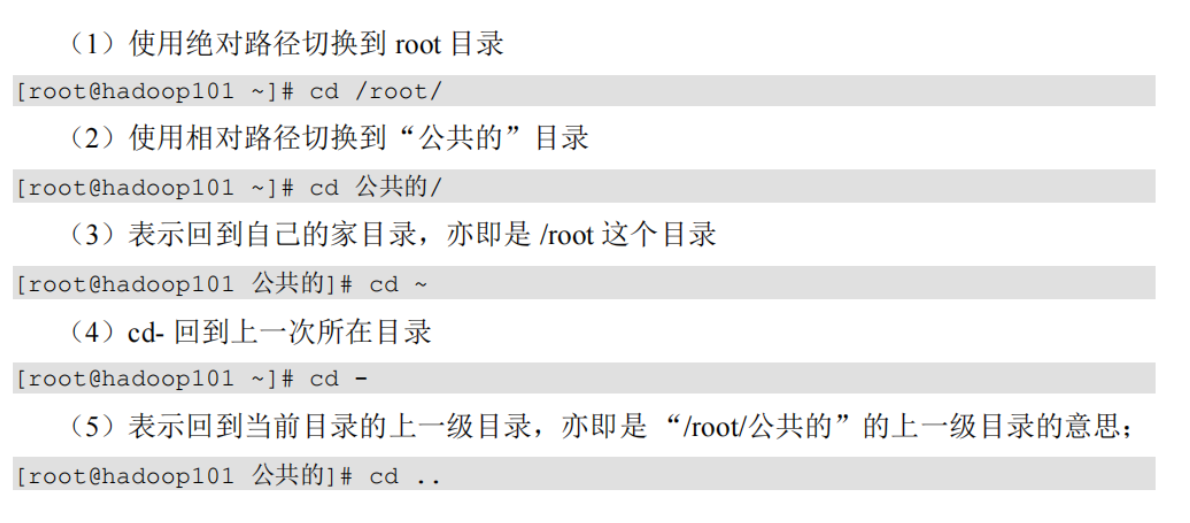 （1）使用绝对路径切换到 root 目录
[root@hadoop101 ~]# cd /root/
（2）使用相对路径切换到“公共的”目录
[root@hadoop101 ~]# cd 公共的/
（3）表示回到自己的家目录，亦即是 /root 这个目录
[root@hadoop101 公共的]# cd ~
（4）cd- 回到上一次所在目录
[root@hadoop101 ~]# cd -
（5）表示回到当前目录的上一级目录，亦即是 “/root/公共的”的上一级目录的意思；
[root@hadoop101 公共的]# cd ..